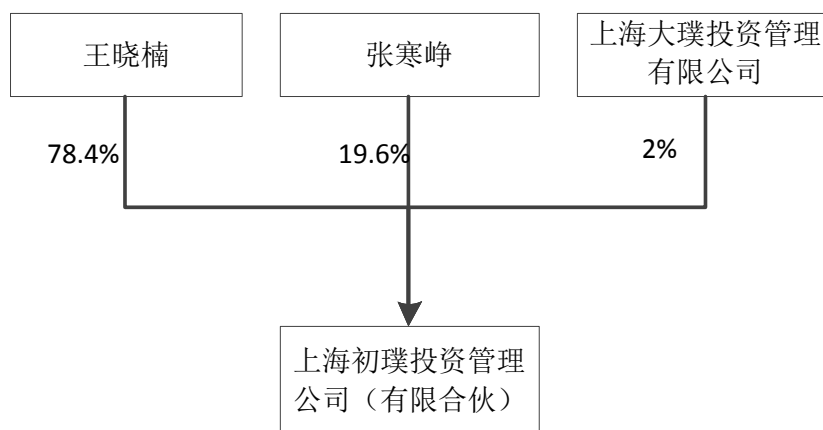 王晓楠
张寒峥
上海大璞投资管理
有限公司
78.4%
19.6%
2%
上海初璞投资管理
公司（有限合伙）